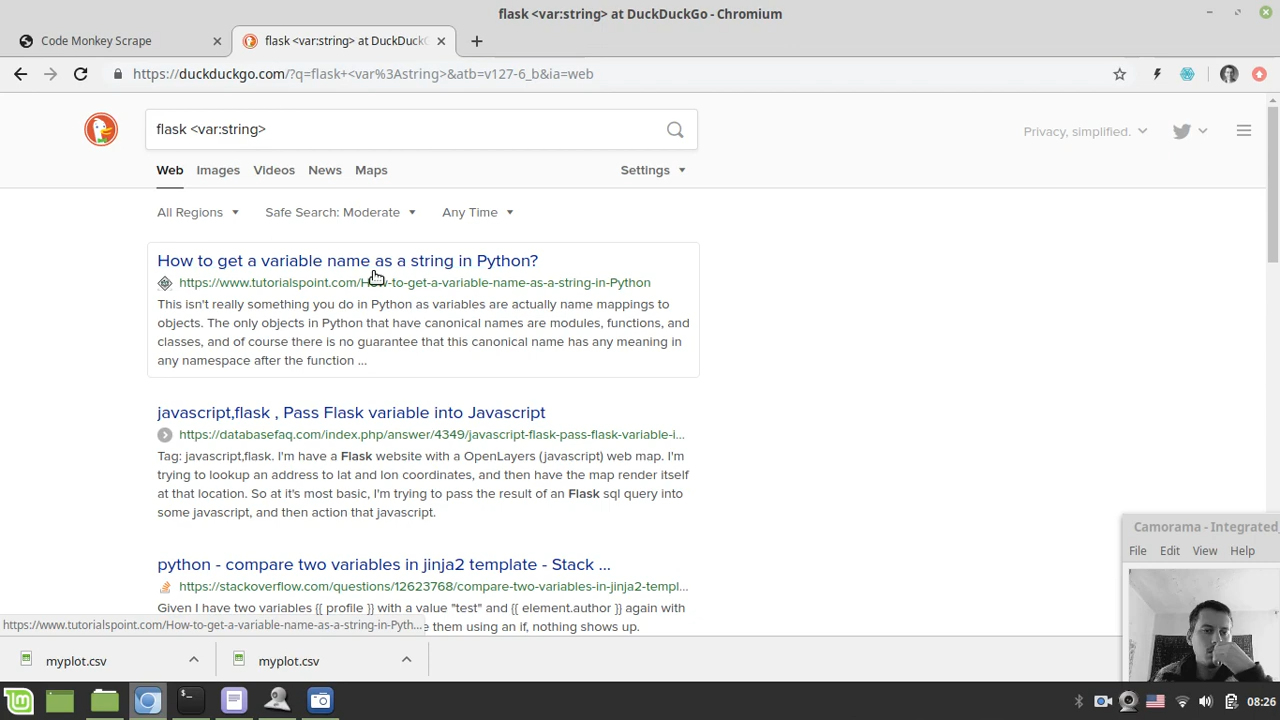 flask <var:string> at DuckDuckGo - Chromium
Code Monkey Scrape
flask <var:string> at DuckDuckG
https://duckduckgo.com/?q=flask+<var%3Astring>&atb=v127-6_b&ia=web
flask <var:string>
Privacy, simplified.
Web Images Videos News Maps Settings
All Regions Safe Search: Moderate Any Time
How to get a variable name as a string in Python?
https://www.tutorialspoint.com/How-to-get-a-variable-name-as-a-string-in-Python
This isn't really something you do in Python as variables are actually name mappings to
objects. The only objects in Python that have canonical names are modules, functions, and
classes, and of course there is no guarantee that this canonical name has any meaning in
any namespace after the function ...
javascript,flask , Pass Flask variable into Javascript
https://databasefaq.com/index.php/answer/4349/javascript-flask-pass-flask-variable-i...
Tag: javascript,flask. I'm have a Flask website with a OpenLayers (javascript) web map. I'm
trying to lookup an address to lat and lon coordinates, and then have the map render itself
at that location. So at it's most basic, I'm trying to pass the result of an Flask sql query into
some javascript, and then action that javascript.
python - compare two variables in jinja2 template - Stack ...
https://stackoverflow.com/questions/12623768/compare-two-variables-in-jinja2-templ...
Given I have two variables {{ profile }} with a value "test" and {{ element.author }} again with
e them using an if, nothing shows up.
https://www.tutorialspoint.com/How-to-get-a-variable-name-as-a-string-in-Pyth...
Camorama - Integrated
File Edit View Help
myplot.csv
myplot.csv
08:26